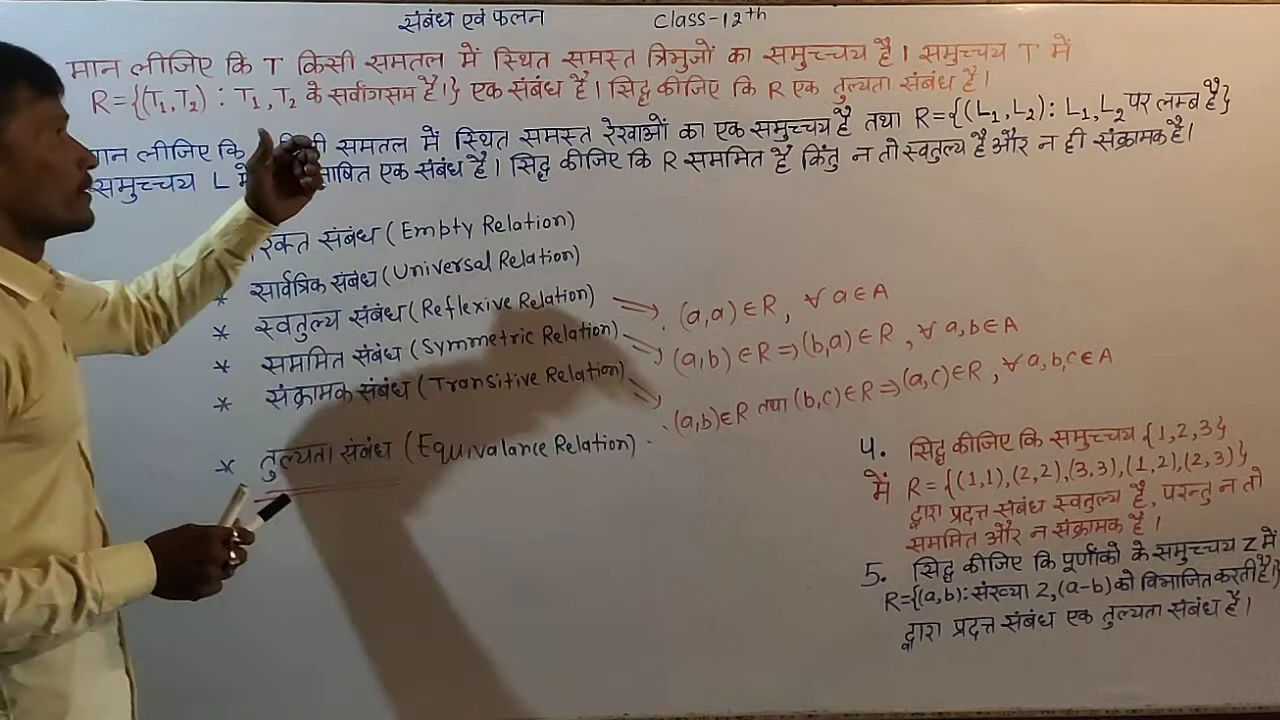 संबंध एवं फलन Class-12th
मान लीजिए कि T किसी समतल में स्थित समस्त त्रिभुजों का समुच्चय है। समुच्चय T में
R={(T₁,T₂) : T₁,T₂ के सर्वांगसम है।} एक संबंध है। सिद्ध कीजिए कि R एक तुल्यता संबंध है।
मान लीजिए कि समतल में स्थित समस्त रेखाओं का एक समुच्चय है तथा R={(L₁,L₂): L₁,L₂ पर लम्ब है}
समुच्चय L में एक संबंध है। सिद्ध कीजिए कि R सममित है किंतु न तो स्वतुल्य है और न ही संक्रामक है।
संबंध (Empty Relation)
* सार्वत्रिक संबंध (Universal Relation)
* स्वतुल्य संबंध (Reflexive Relation) → (a,a)∈R, ∀ a∈A
* सममित संबंध (Symmetric Relation) → (a,b)∈R⇒(b,a)∈R, ∀ a,b∈A
* संक्रामक संबंध (Transitive Relation) → (a,b)∈R तथा (b,c)∈R⇒(a,c)∈R, ∀ a,b,c∈A
* तुल्यता संबंध (Equivalance Relation)
4. सिद्ध कीजिए कि समुच्चय {1,2,3}
में R={(1,1),(2,2),(3,3),(1,2),(2,3)}
द्वारा प्रदत्त संबंध स्वतुल्य है, परन्तु न तो
सममित और न संक्रामक है।
5. सिद्ध कीजिए कि पूर्णांको के समुच्चय Z में
R={(a,b): संख्या 2,(a-b) को विभाजित करती है।}
द्वारा प्रदत्त संबंध एक तुल्यता संबंध है।